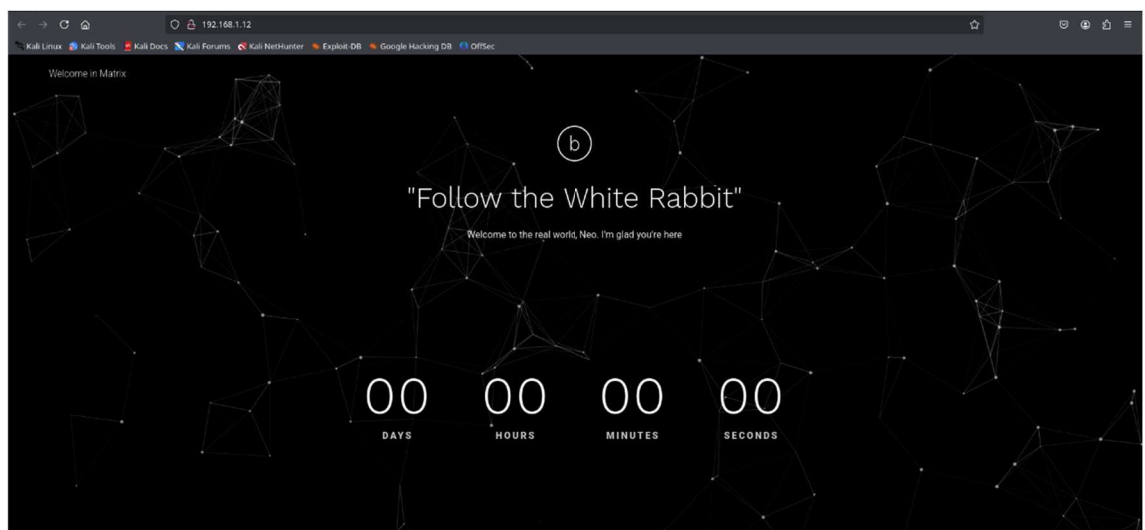 192.168.1.12
Kali Linux Kali Tools Kali Docs Kali Forums Kali NetHunter Exploit-DB Google Hacking DB OffSec
Welcome in Matrix
b
"Follow the White Rabbit"
Welcome to the real world, Neo. I'm glad you're here
00 00 00 00
DAYS HOURS MINUTES SECONDS